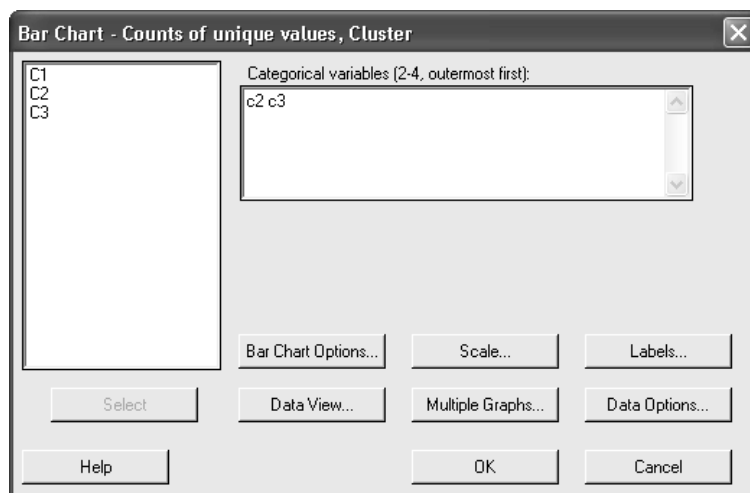 Bar Chart - Counts of unique values, Cluster
C1
C2
C3
Categorical variables (2-4, outermost first):
c2 c3
Bar Chart Options...
Scale...
Labels...
Select
Data View...
Multiple Graphs...
Data Options...
Help
OK
Cancel